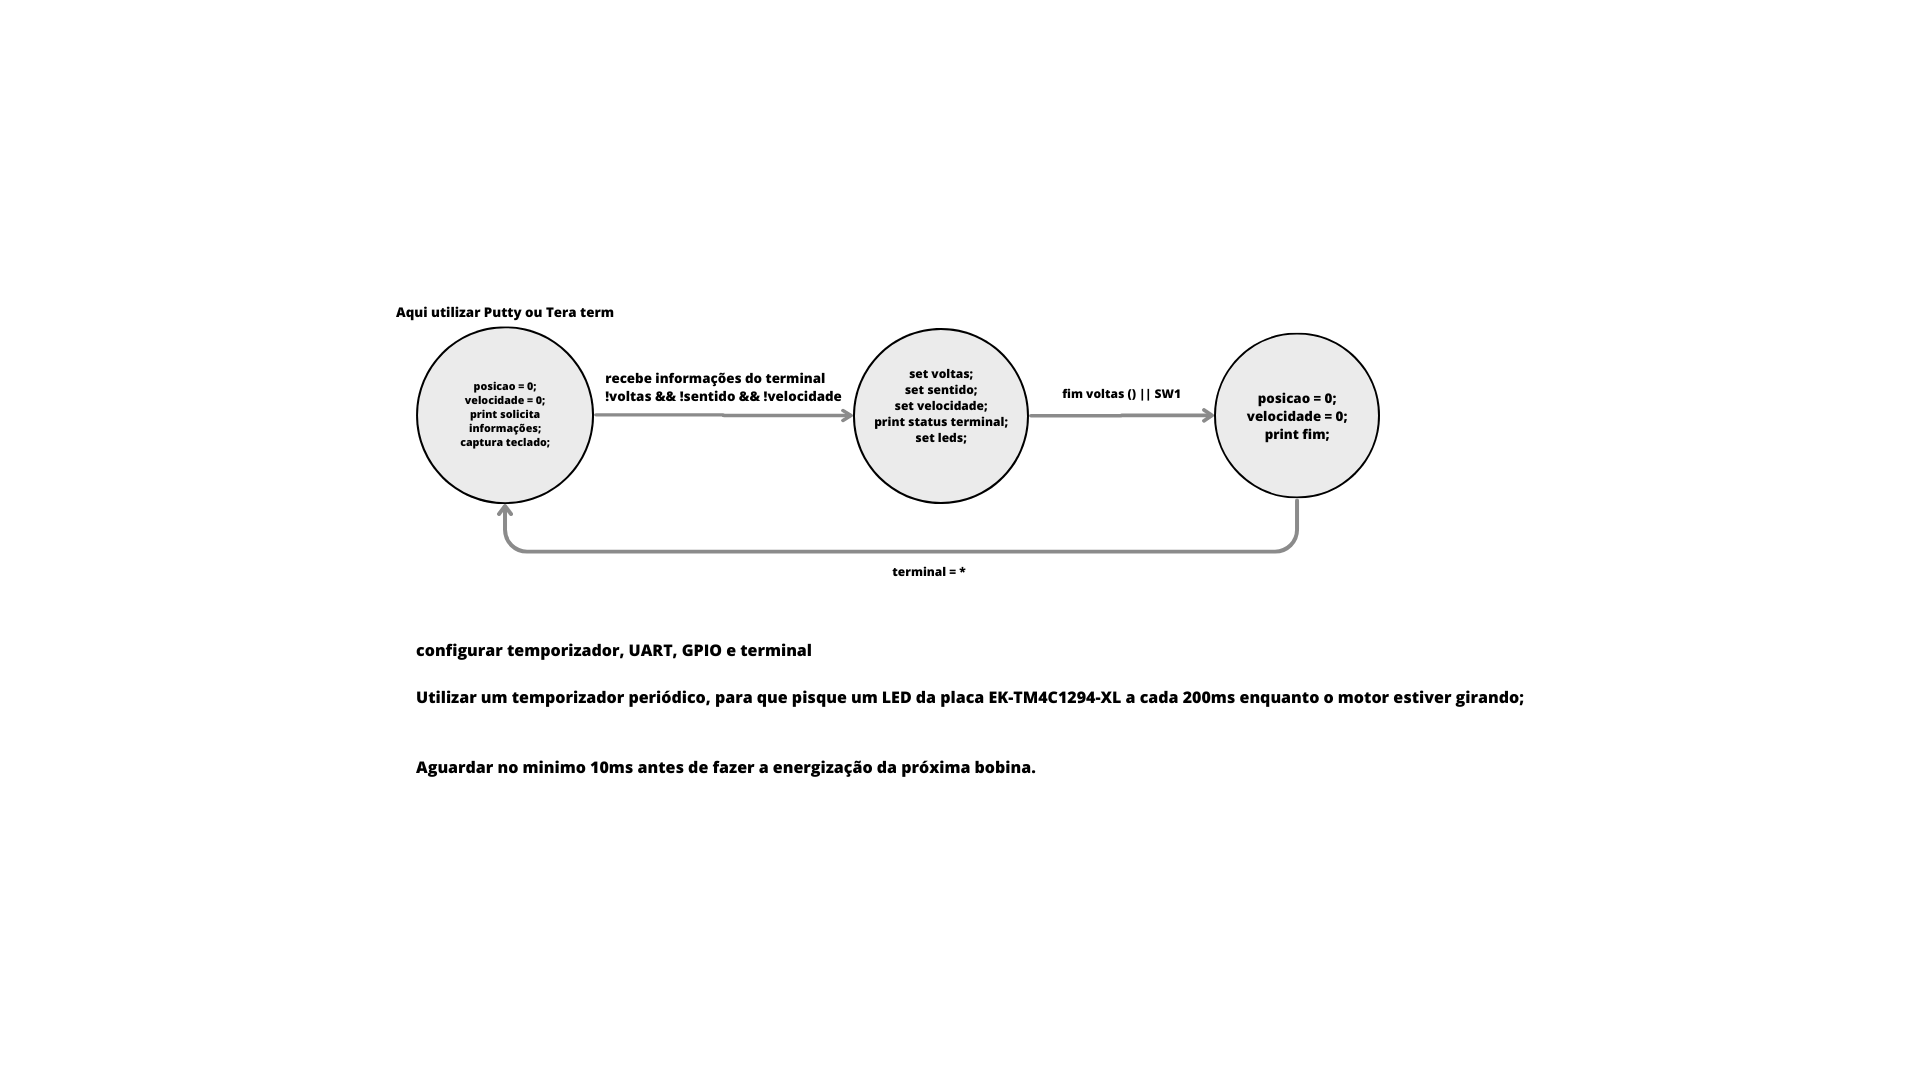 Aqui utilizar Putty ou Tera term
posicao = 0;
velocidade = 0;
print solicita
informações;
captura teclado;
recebe informações do terminal
!voltas && !sentido && !velocidade
set voltas;
set sentido;
set velocidade;
print status terminal;
set leds;
fim voltas () || SW1
posicao = 0;
velocidade = 0;
print fim;
terminal = *
configurar temporizador, UART, GPIO e terminal
Utilizar um temporizador periódico, para que pisque um LED da placa EK-TM4C1294-XL a cada 200ms enquanto o motor estiver girando;
Aguardar no minimo 10ms antes de fazer a energização da próxima bobina.